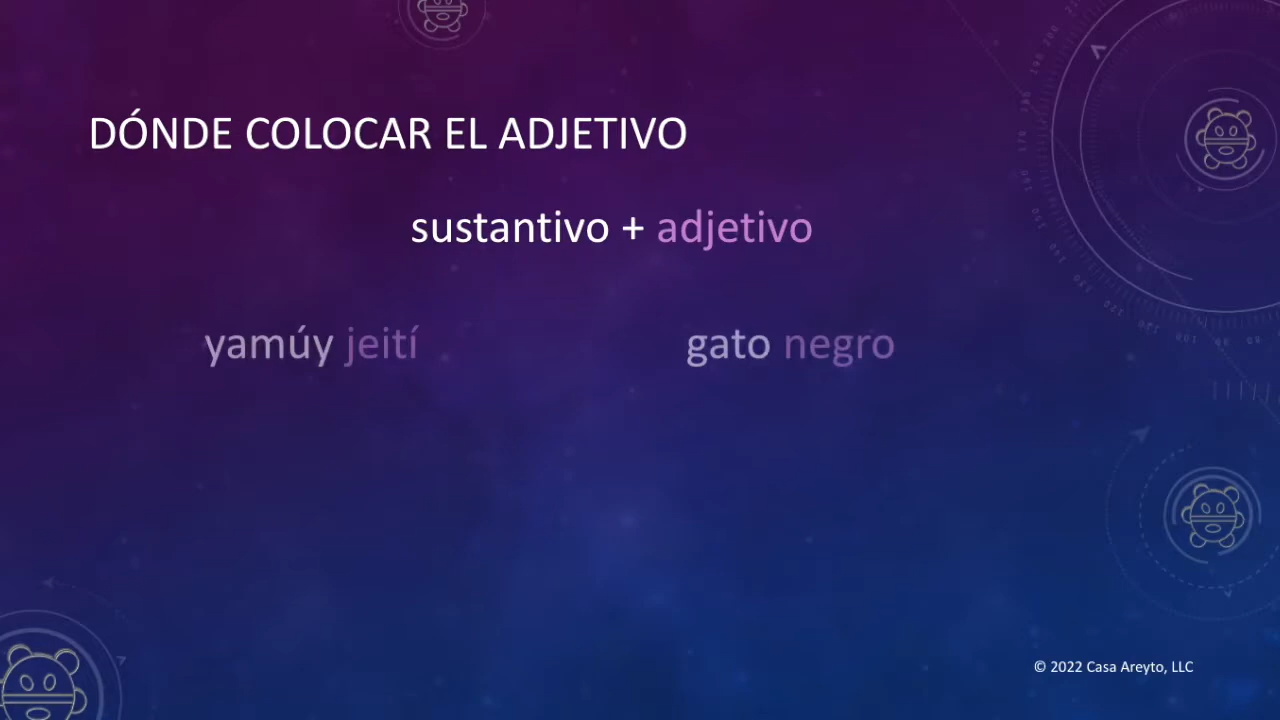 DÓNDE COLOCAR EL ADJETIVO
sustantivo + adjetivo
yamúy jeití
gato negro
© 2022 Casa Areyto, LLC